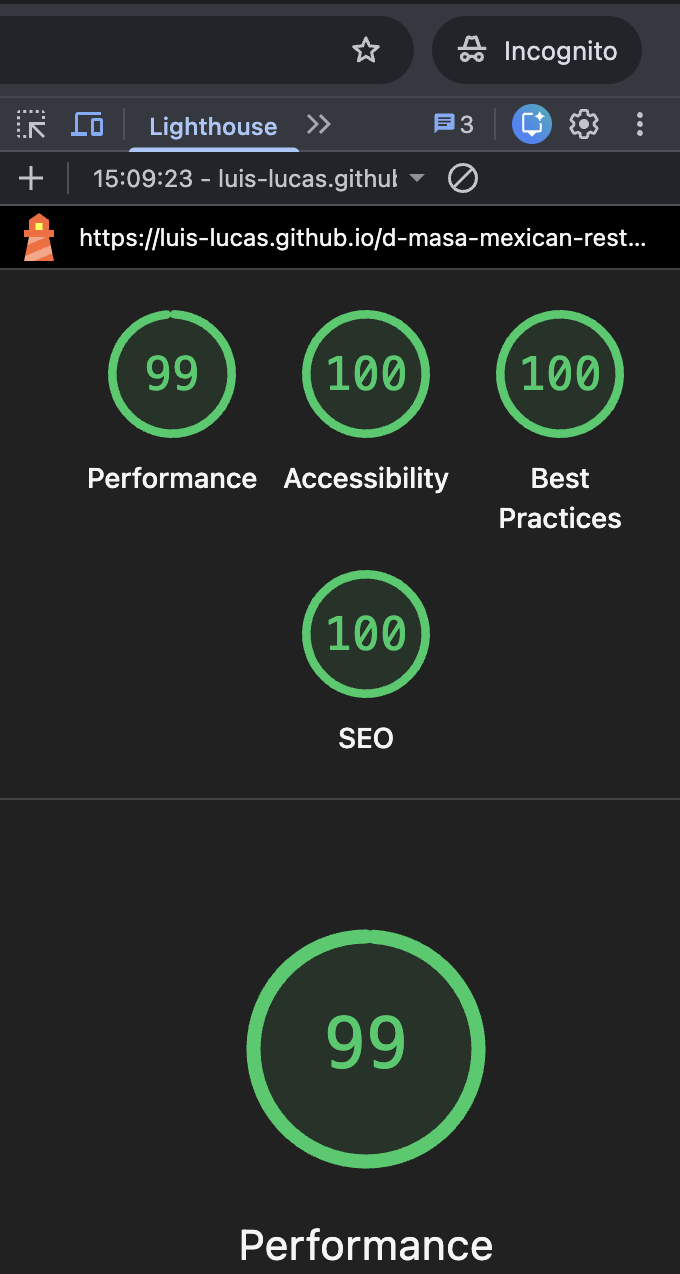 Incognito
Lighthouse
3
15:09:23 - luis-lucas.githul
https://luis-lucas.github.io/d-masa-mexican-rest...
99 100 100
Performance Accessibility Best
Practices
100
SEO
99
Performance